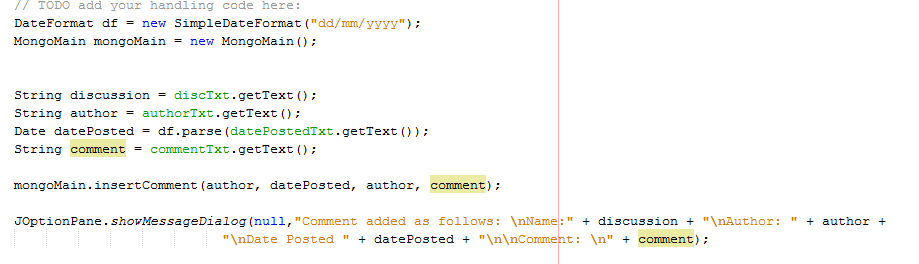 // TODO add your handling code here:
DateFormat df = new SimpleDateFormat("dd/mm/yyyy");
MongoMain mongoMain = new MongoMain();
String discussion = discTxt.getText();
String author = authorTxt.getText();
Date datePosted = df.parse(datePostedTxt.getText());
String comment = commentTxt.getText();
mongoMain.insertComment(author, datePosted, author, comment);
JOptionPane.showMessageDialog(null,"Comment added as follows: \nName:" + discussion + "\nAuthor: " + author +
"\nDate Posted " + datePosted + "\n\nComment: \n" + comment);